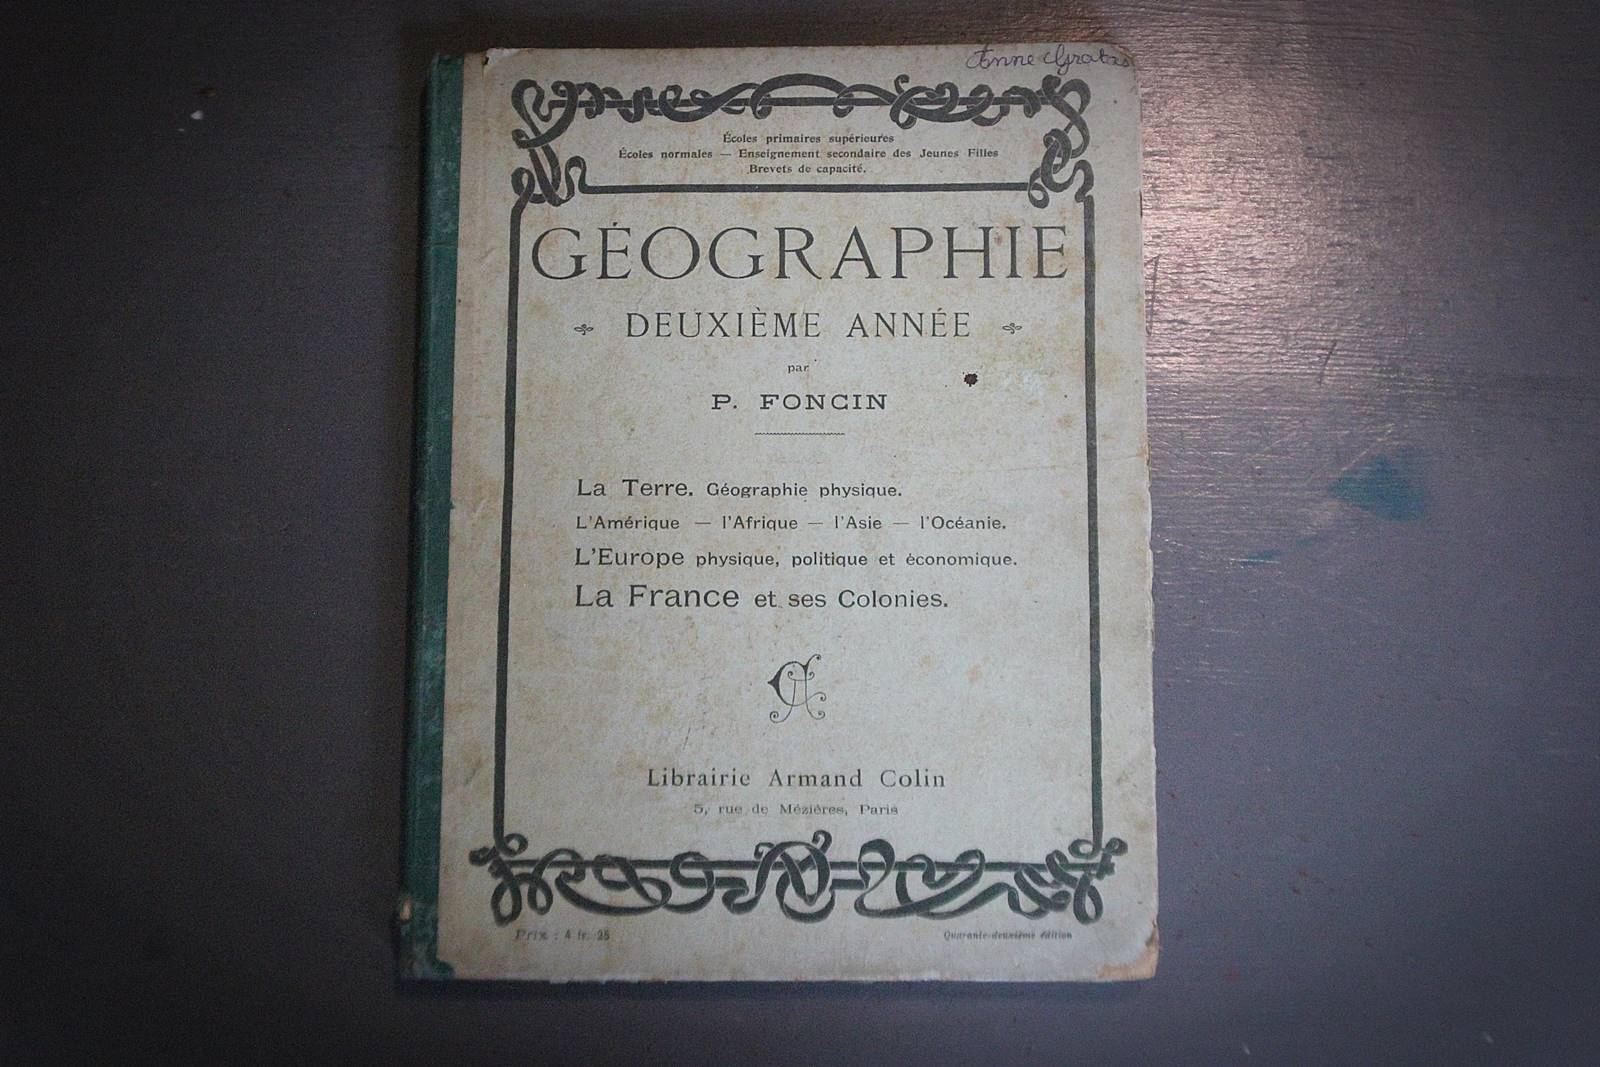 Anne
Écoles primaires supérieures
Écoles normales — Enseignement secondaire des Jeunes Filles
Brevets de capacité.
GÉOGRAPHIE
DEUXIÈME ANNÉE
par
P. FONCIN
La Terre. Géographie physique.
L'Amérique — l'Afrique — l'Asie — l'Océanie.
L'Europe physique, politique et économique.
La France et ses Colonies.
Librairie Armand Colin
5, rue de Mézières, Paris
Prix : 4 fr. 25
Quarante-deuxième édition